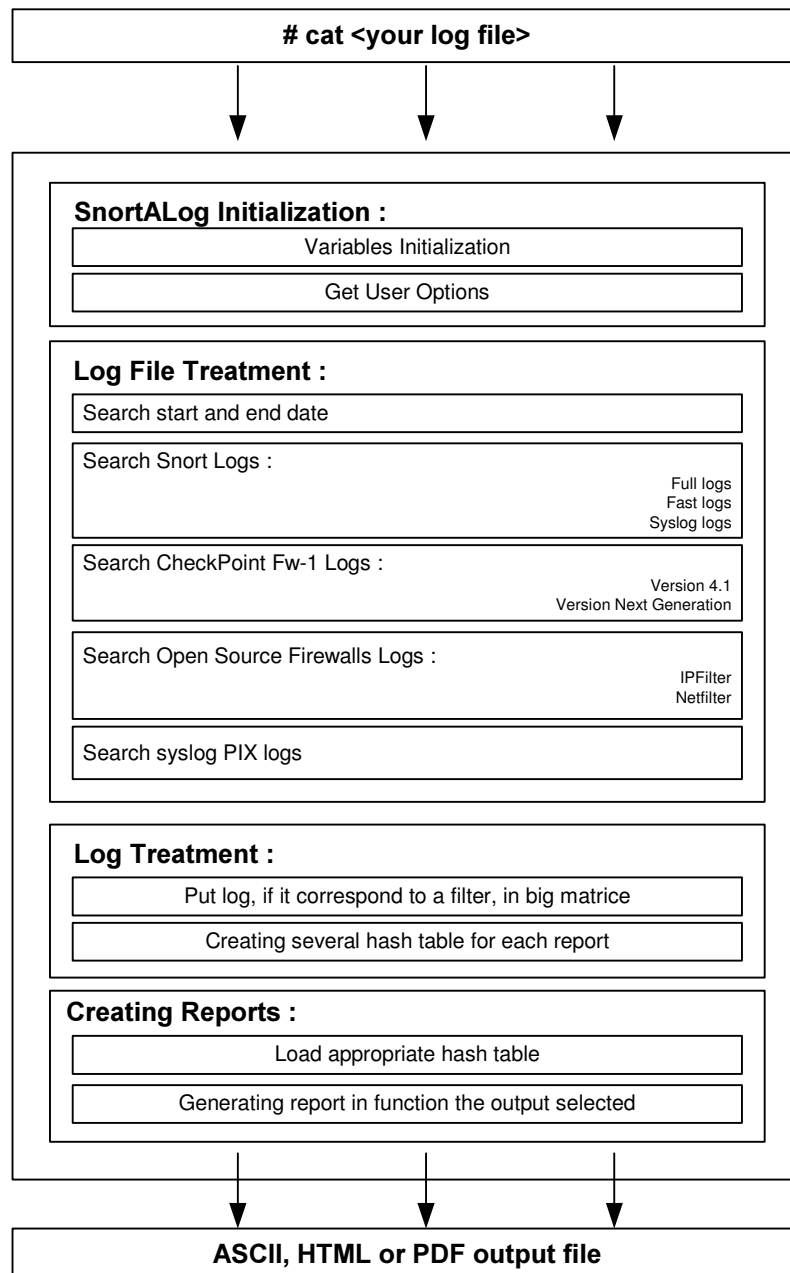 # cat <your log file>
SnortALog Initialization :
Variables Initialization
Get User Options
Log File Treatment :
Search start and end date
Search Snort Logs :
Full logs
Fast logs
Syslog logs
Search CheckPoint Fw-1 Logs :
Version 4.1
Version Next Generation
Search Open Source Firewalls Logs :
IPFilter
Netfilter
Search syslog PIX logs
Log Treatment :
Put log, if it correspond to a filter, in big matrice
Creating several hash table for each report
Creating Reports :
Load appropriate hash table
Generating report in function the output selected
ASCII, HTML or PDF output file